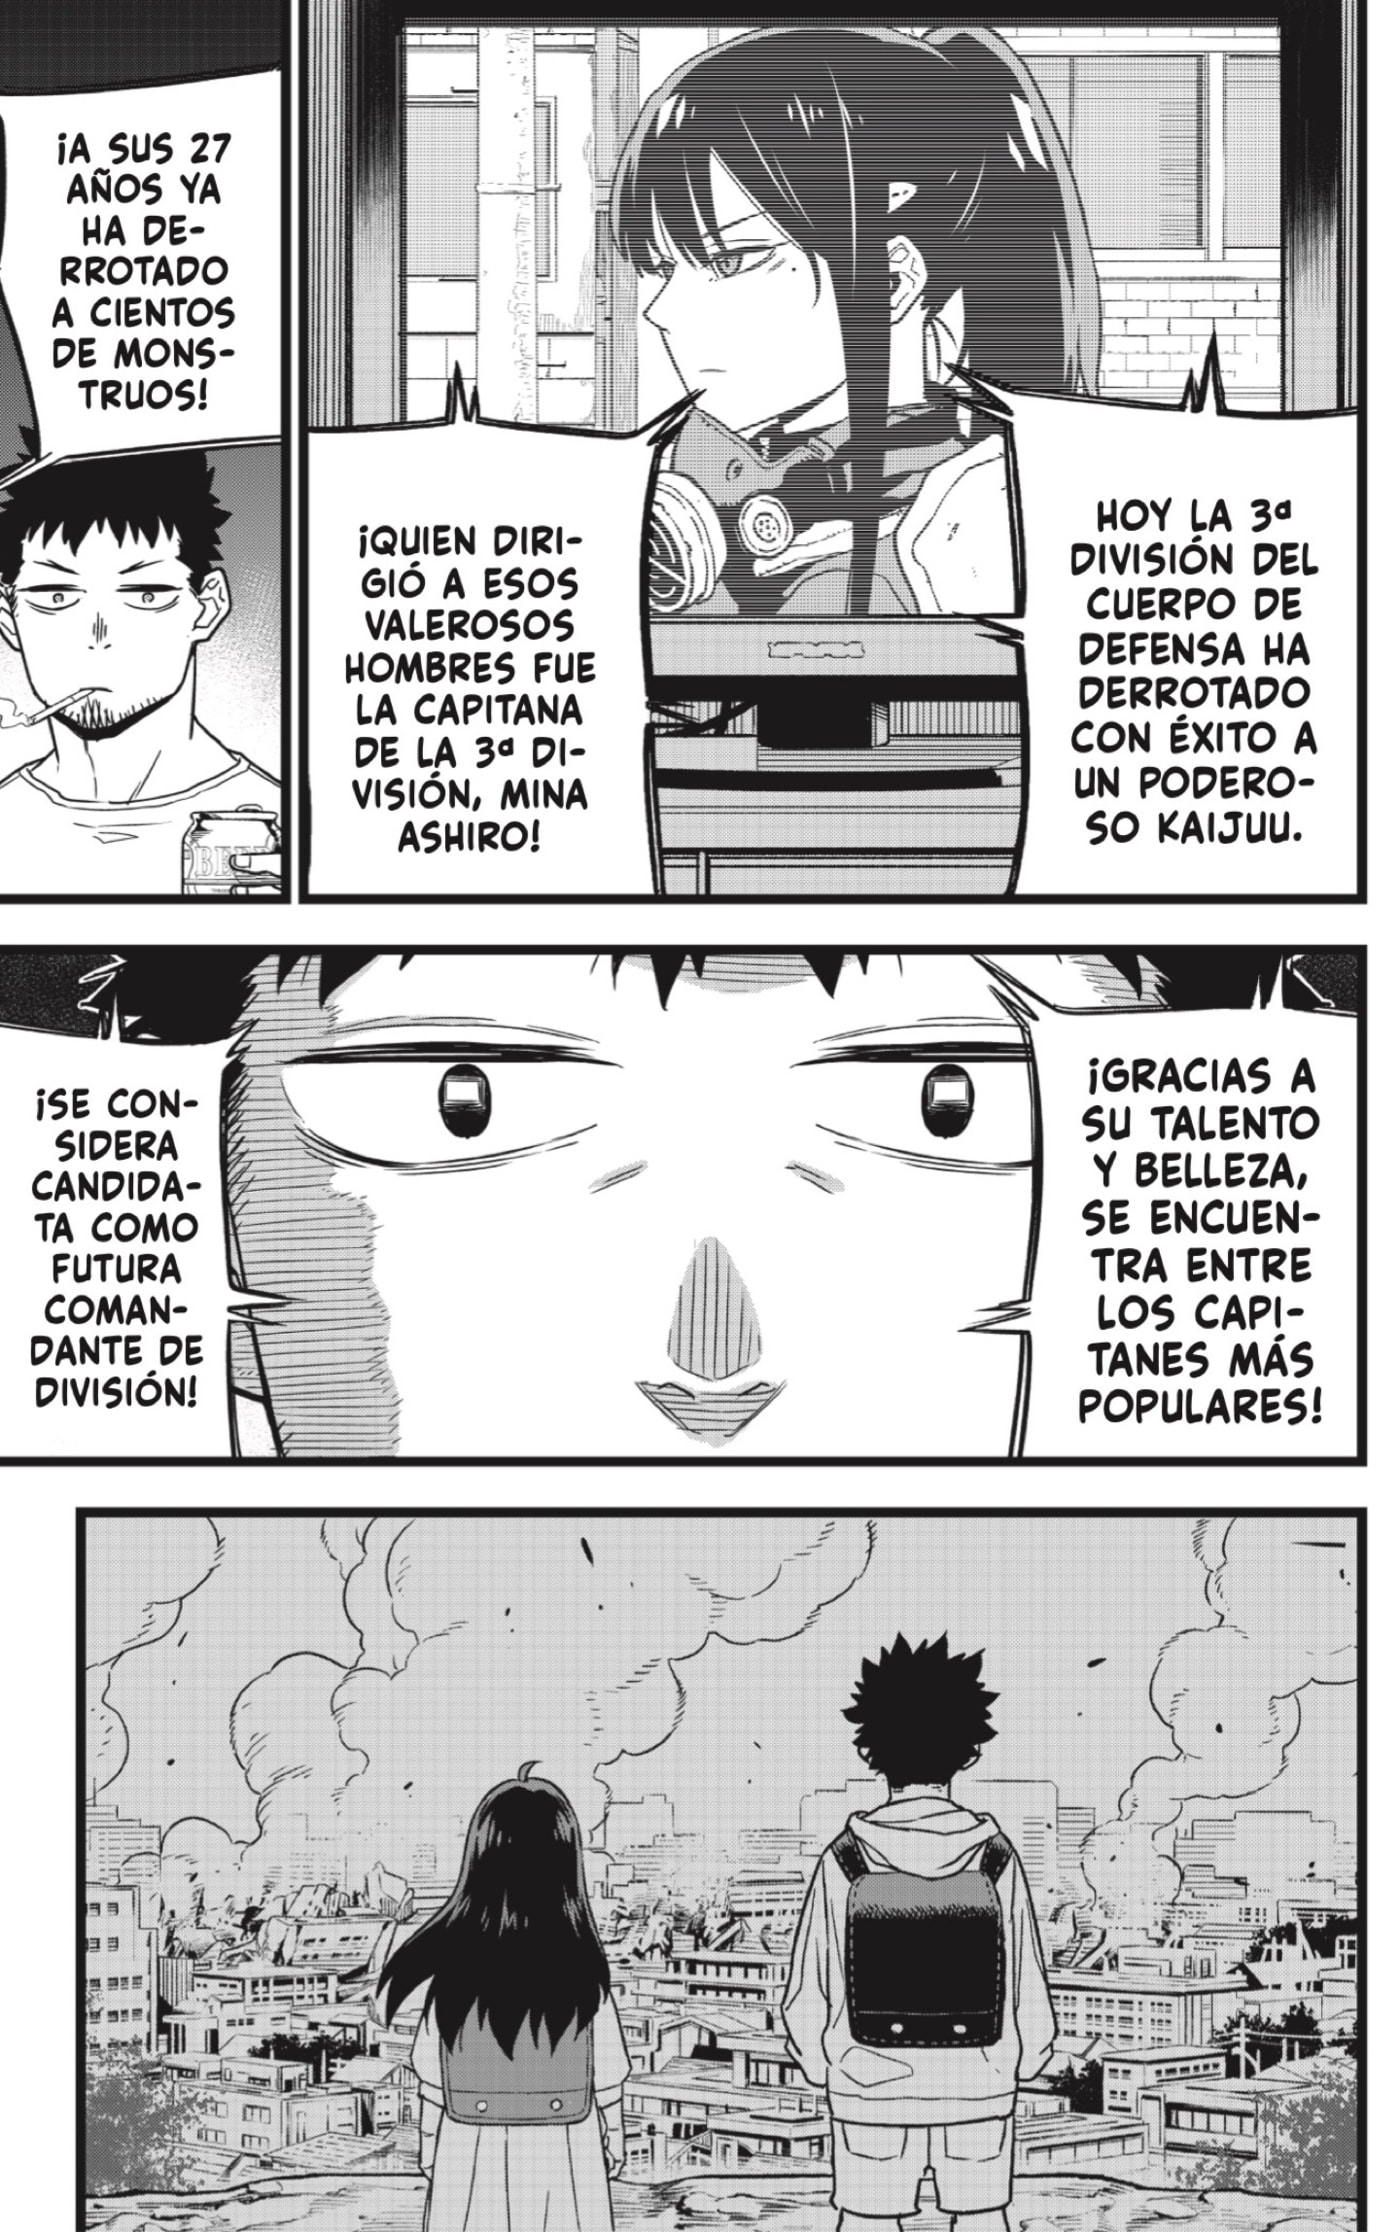 HOY LA 3ª
DIVISIÓN DEL
CUERPO DE
DEFENSA HA
DERROTADO
CON ÉXITO A
UN PODERO-
SO KAIJUU.
¡QUIEN DIRI-
GIÓ A ESOS
VALEROSOS
HOMBRES FUE
LA CAPITANA
DE LA 3ª DI-
VISIÓN, MINA
ASHIRO!
¡A SUS 27
AÑOS YA
HA DE-
RROTADO
A CIENTOS
DE MONS-
TRUOS!
¡GRACIAS A
SU TALENTO
Y BELLEZA,
SE ENCUEN-
TRA ENTRE
LOS CAPI-
TANES MÁS
POPULARES!
¡SE CON-
SIDERA
CANDIDA-
TA COMO
FUTURA
COMAN-
DANTE DE
DIVISIÓN!